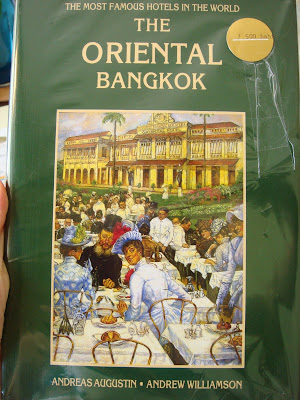 THE MOST FAMOUS HOTELS IN THE WORLD
THE
ORIENTAL
BANGKOK
ANDREAS AUGUSTIN ▪ ANDREW WILLIAMSON